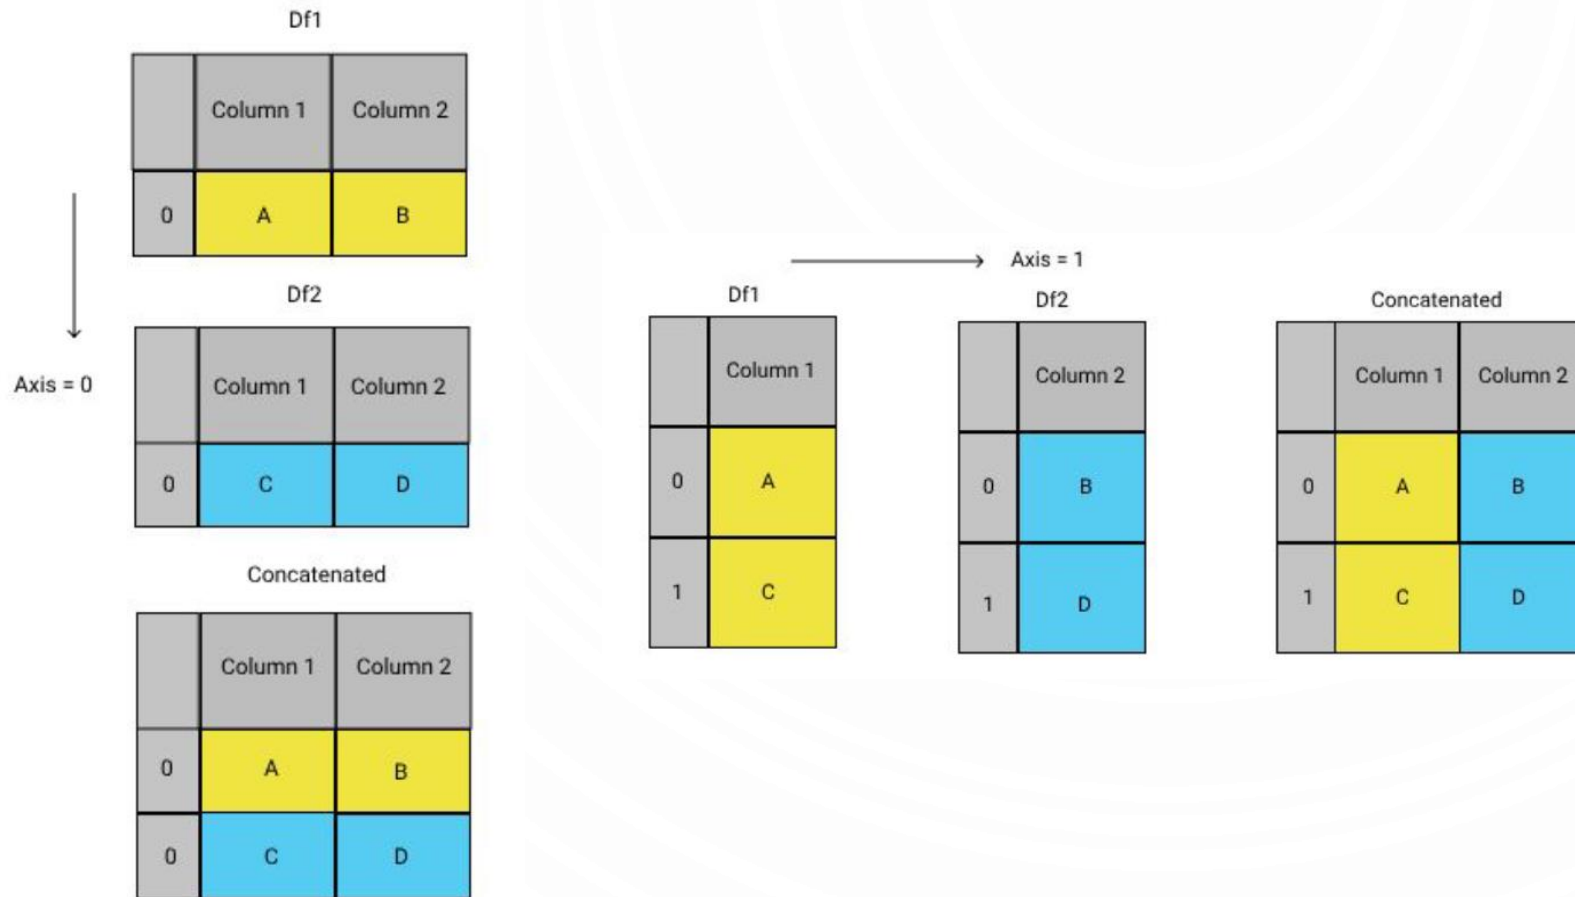 Df1
Column 1 Column 2
0 A B
Df2
Axis = 0
Column 1 Column 2
0 C D
Concatenated
Column 1 Column 2
0 A B
0 C D
Axis = 1
Df1
Column 1
0 A
1 C
Df2
Column 2
0 B
1 D
Concatenated
Column 1 Column 2
0 A B
1 C D